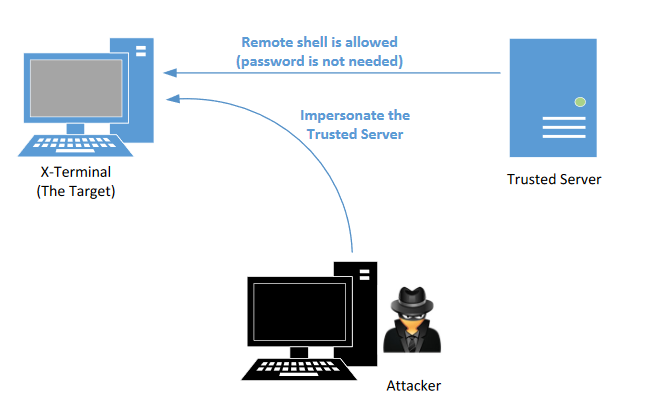 Remote shell is allowed
(password is not needed)
Impersonate the
Trusted Server
X-Terminal
(The Target)
Trusted Server
Attacker